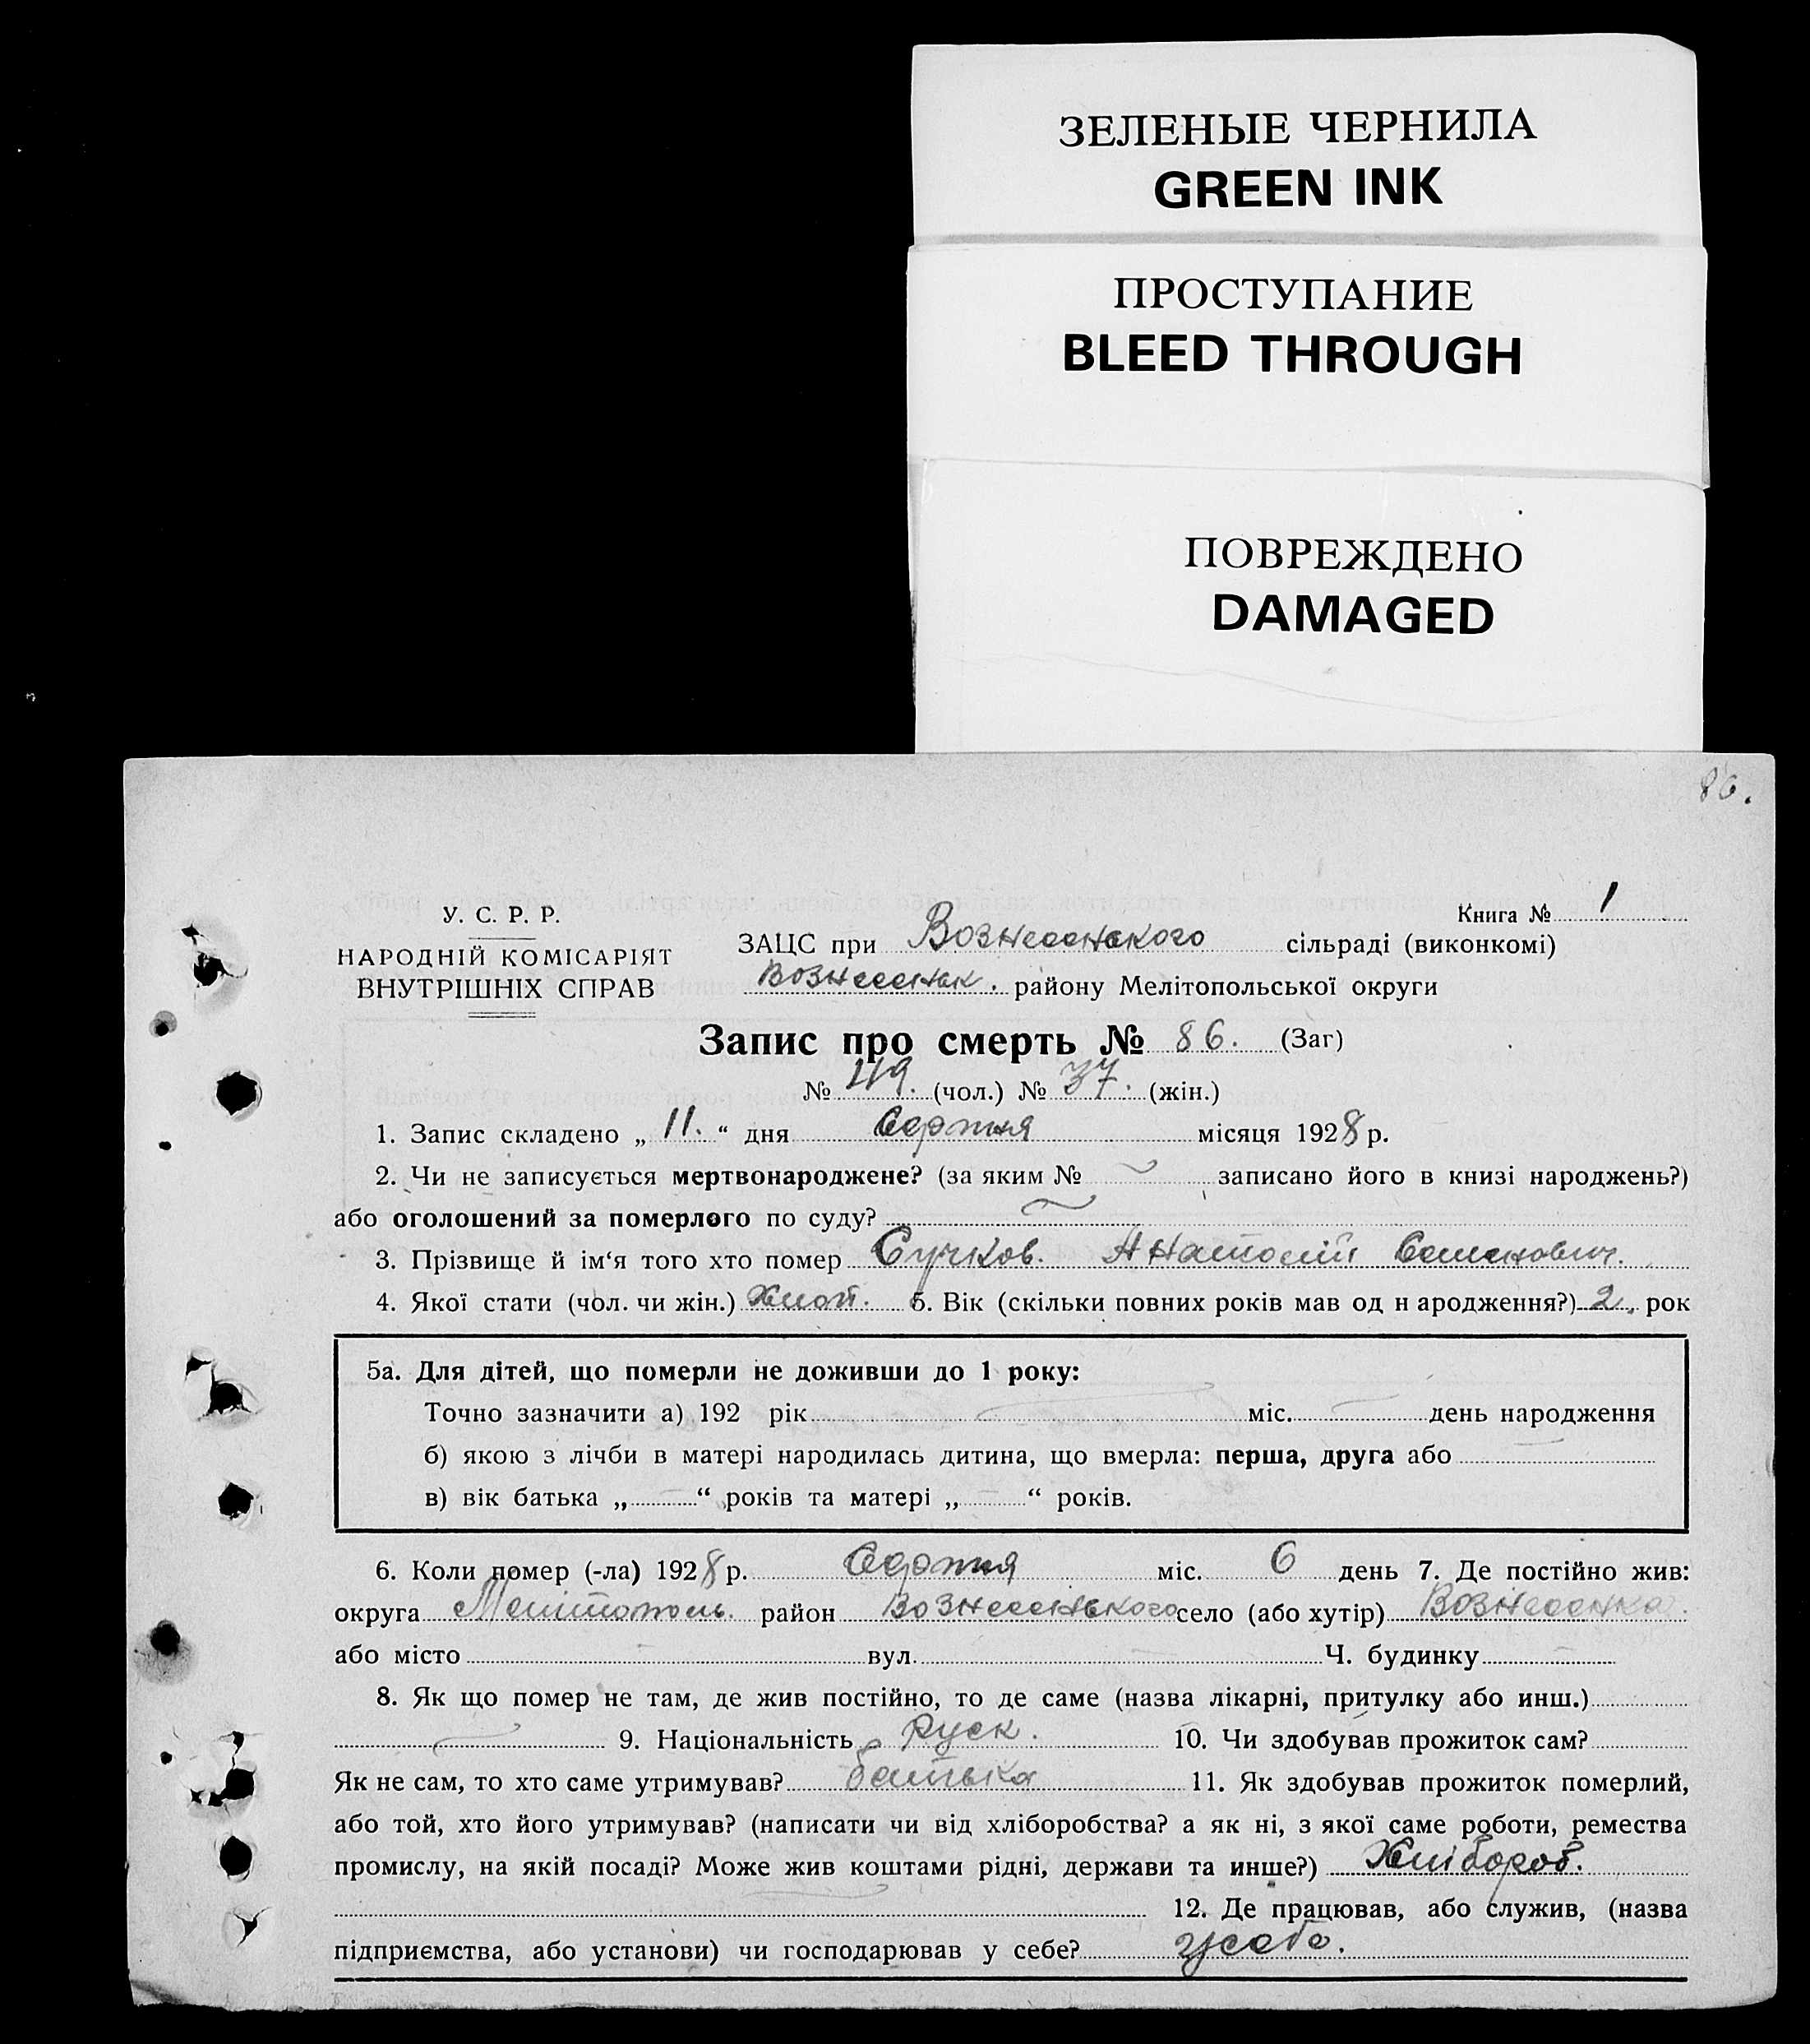 ЗЕЛЕНЫЕ ЧЕРНИЛА
GREEN INK
ПРОСТУПАНИЕ
BLEED THROUGH
ПОВРЕЖДЕНО
DAMAGED
86.
У. С. Р. Р.
НАРОДНІЙ КОМІСАРІЯТ
ВНУТРІШНІХ СПРАВ
Книга № 1
ЗАЦС при Вознесенського сільраді (виконкомі)
Вознесенськ. району Мелітопольської округи
Запис про смерть № 86. (Заг)
№ 49. (чол.) № 37. (жін.)
1. Запис складено „ 11. “ дня Серпня місяця 1928 р.
2. Чи не записується мертвонароджене? (за яким № записано його в книзі народжень?)
або оголошений за померлого по суду?
3. Прізвище й ім‘я того хто помер Сучков. Анатолій Семенович.
4. Якої стати (чол. чи жін.) Хлоп. 5. Вік (скільки повних років мав од н ародження?) 2. рок
5а. Для дітей, що померли не доживши до 1 року:
Точно зазначити а) 192 рік міс. день народження
б) якою з лічби в матері народилась дитина, що вмерла: перша, друга або
в) вік батька „ “ років та матері „ “ років.
6. Коли помер (-ла) 1928 р. Серпня міс. 6 день 7. Де постійно жив:
округа Мелітополь. район Вознесенського село (або хутір) Вознесенка.
або місто вул. Ч. будинку
8. Як що помер не там, де жив постійно, то де саме (назва лікарні, притулку або инш.)
9. Національність Руск. 10. Чи здобував прожиток сам?
Як не сам, то хто саме утримував? батька 11. Як здобував прожиток померлий,
або той, хто його утримував? (написати чи від хліборобства? а як ні, з якої саме роботи, ремества
промислу, на якій посаді? Може жив коштами рідні, держави та инше?) Хлібороб.
12. Де працював, або служив, (назва
підприємства, або установи) чи господарював у себе? усебе.